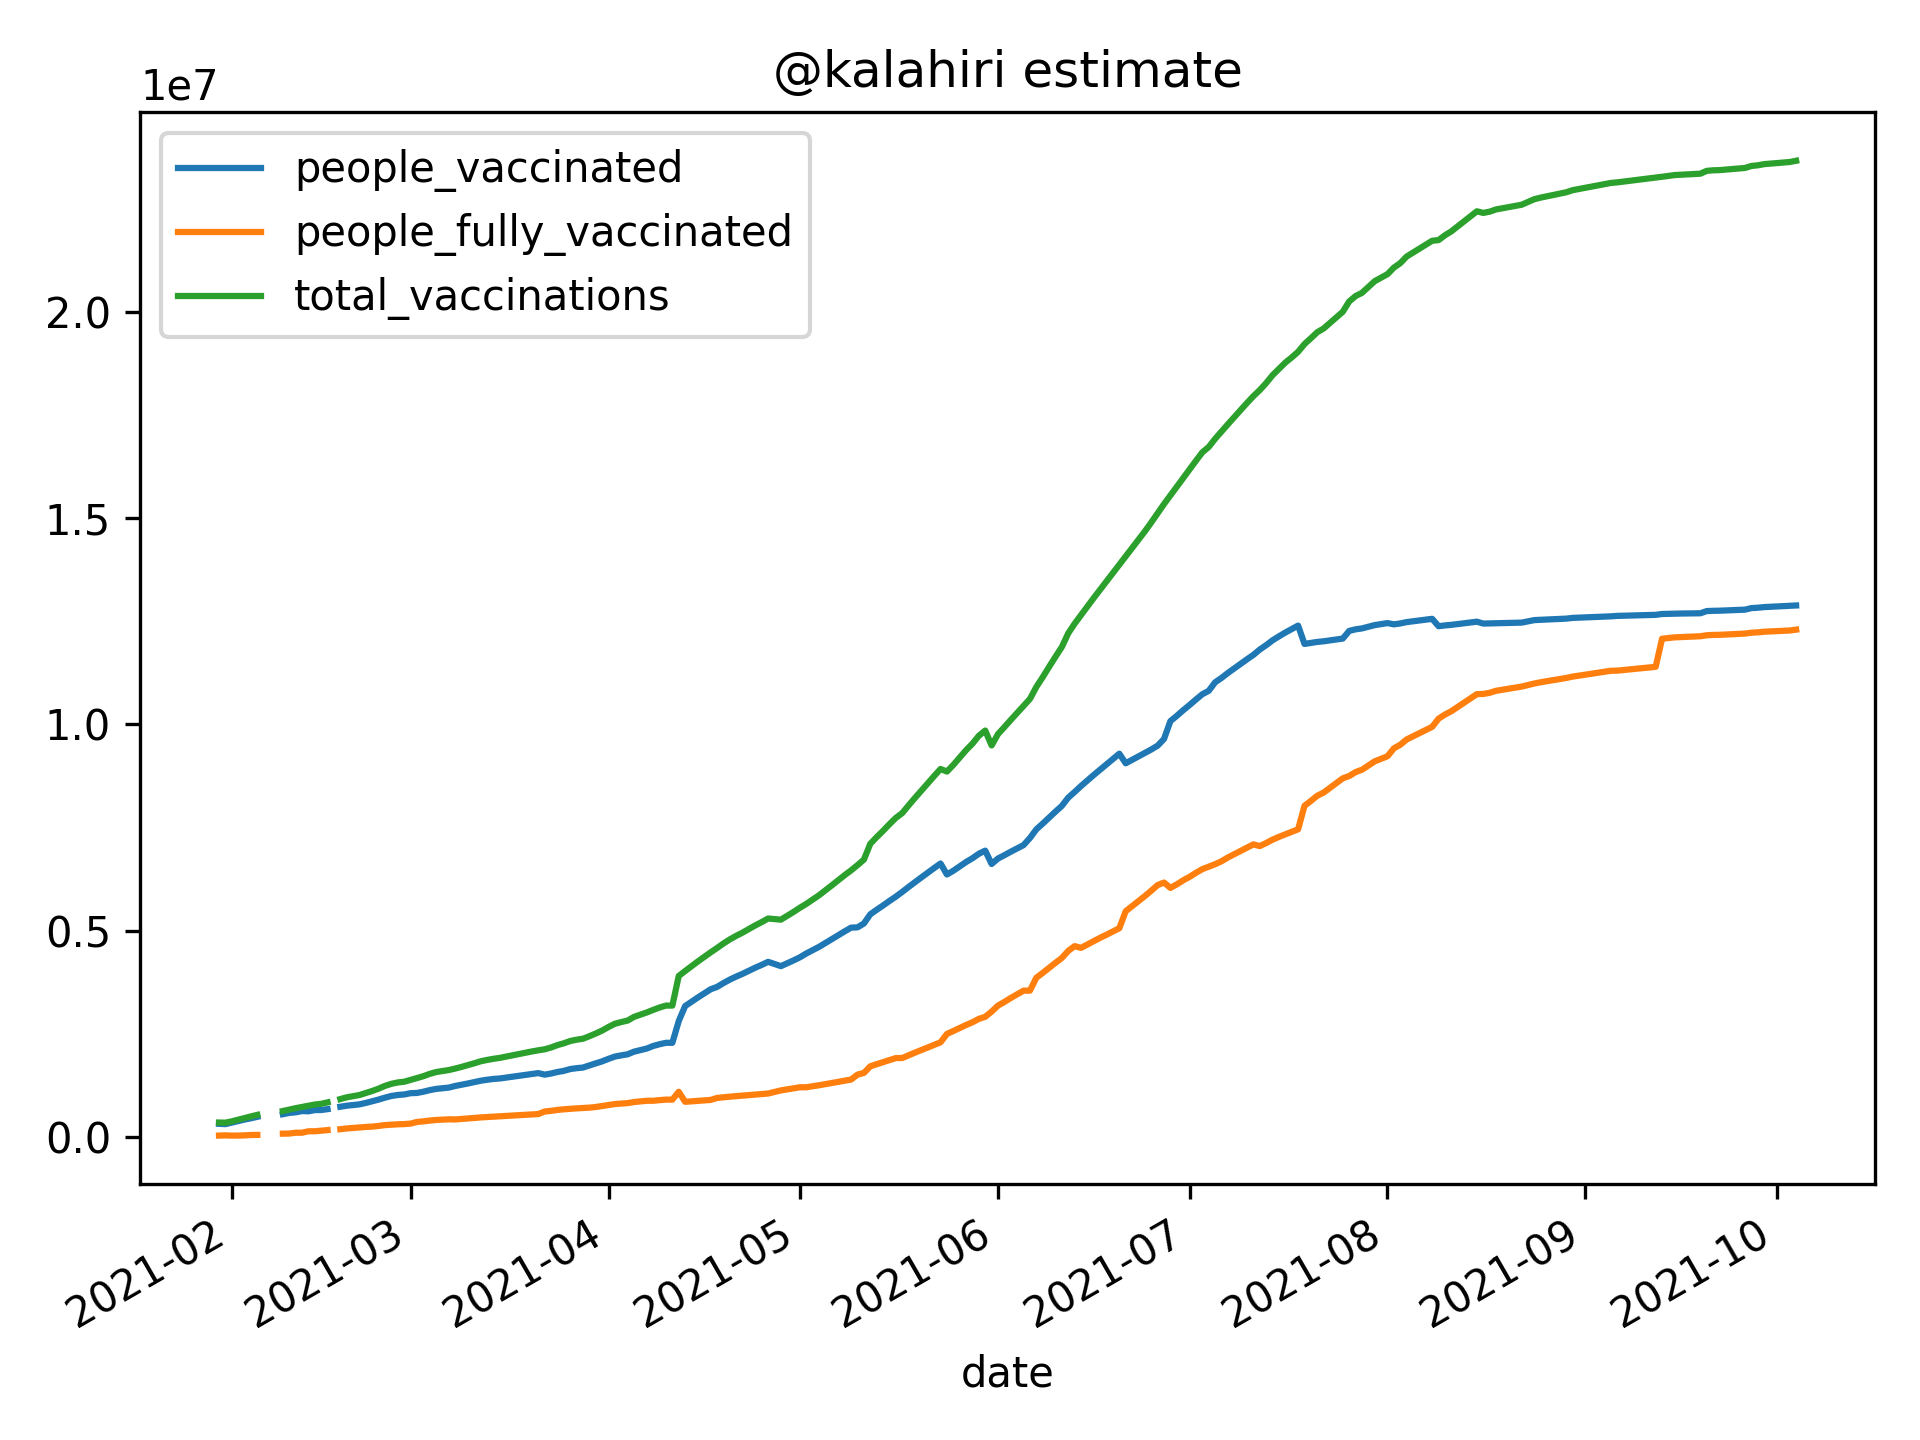 @kalahiri estimate
1e7
people_vaccinated
people_fully_vaccinated
total_vaccinations
2.0
1.5
1.0
0.5
0.0
2021-02
2021-03
2021-04
2021-05
2021-06
2021-07
2021-08
2021-09
2021-10
date